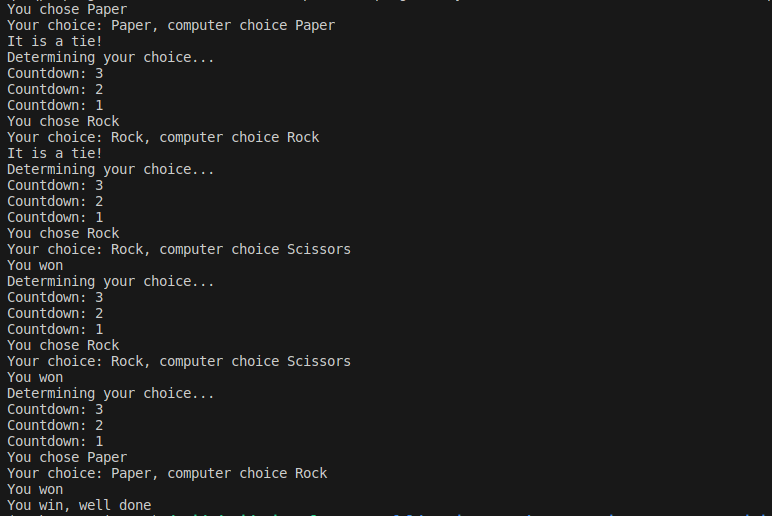 You chose Paper
Your choice: Paper, computer choice Paper
It is a tie!
Determining your choice...
Countdown: 3
Countdown: 2
Countdown: 1
You chose Rock
Your choice: Rock, computer choice Rock
It is a tie!
Determining your choice...
Countdown: 3
Countdown: 2
Countdown: 1
You chose Rock
Your choice: Rock, computer choice Scissors
You won
Determining your choice...
Countdown: 3
Countdown: 2
Countdown: 1
You chose Rock
Your choice: Rock, computer choice Scissors
You won
Determining your choice...
Countdown: 3
Countdown: 2
Countdown: 1
You chose Paper
Your choice: Paper, computer choice Rock
You won
You win, well done